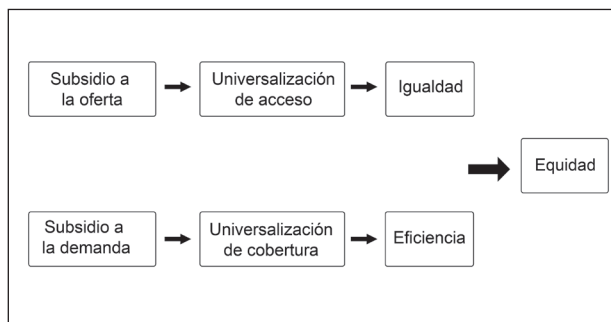 Subsidio a
la oferta
Universalización
de acceso
Igualdad
Equidad
Subsidio a
la demanda
Universalización
de cobertura
Eficiencia